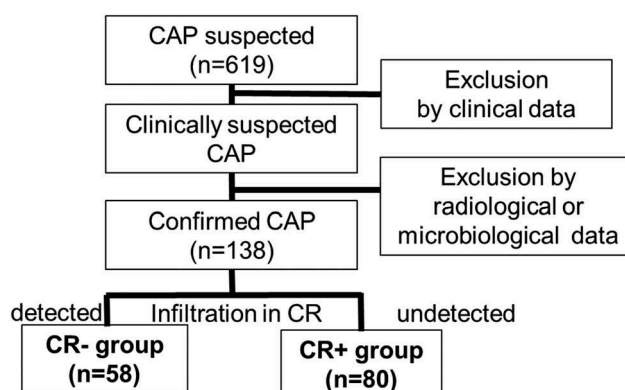 CAP suspected
(n=619)
Exclusion
by clinical data
Clinically suspected
CAP
Exclusion by
radiological or
microbiological data
Confirmed CAP
(n=138)
detected
Infiltration in CR
undetected
CR- group
(n=58)
CR+ group
(n=80)